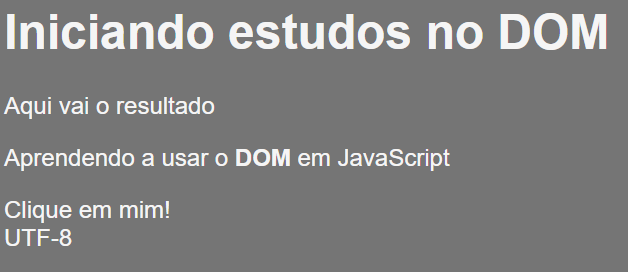 Iniciando estudos no DOM
Aqui vai o resultado
Aprendendo a usar o DOM em JavaScript
Clique em mim!
UTF-8